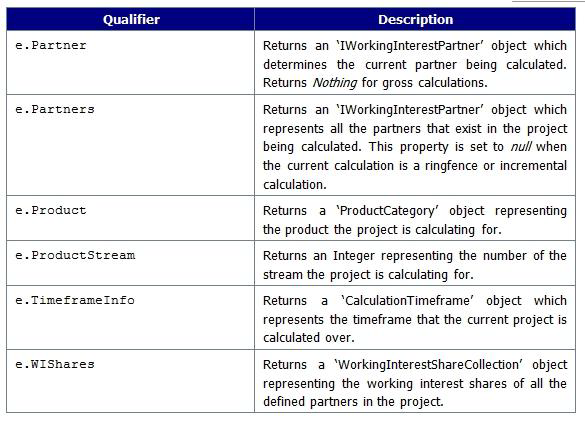 Qualifier Description
e.Partner Returns an 'IWorkingInterestPartner' object which
determines the current partner being calculated.
Returns Nothing for gross calculations.
e.Partners Returns an 'IWorkingInterestPartner' object which
represents all the partners that exist in the project
being calculated. This property is set to null when
the current calculation is a ringfence or incremental
calculation.
e.Product Returns a 'ProductCategory' object representing
the product the project is calculating for.
e.ProductStream Returns an Integer representing the number of the
stream the project is calculating for.
e.TimeframeInfo Returns a 'CalculationTimeframe' object which
represents the timeframe that the current project is
calculated over.
e.WIShares Returns a 'WorkingInterestShareCollection' object
representing the working interest shares of all the
defined partners in the project.